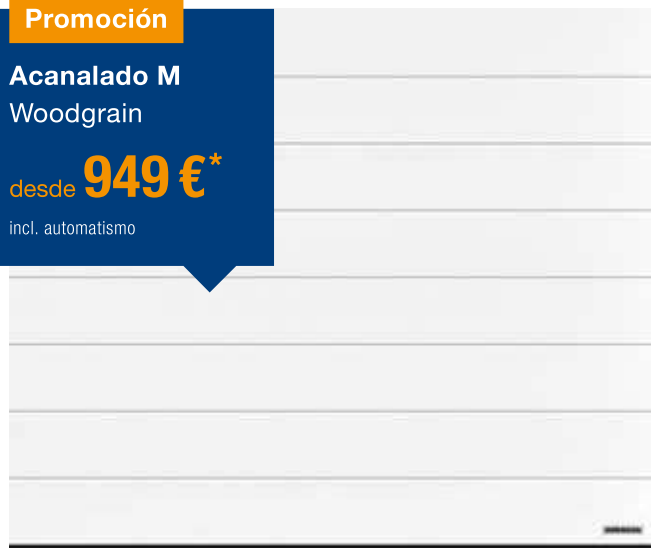 Promoción
Acanalado M
Woodgrain
desde 949 €*
incl. automatismo